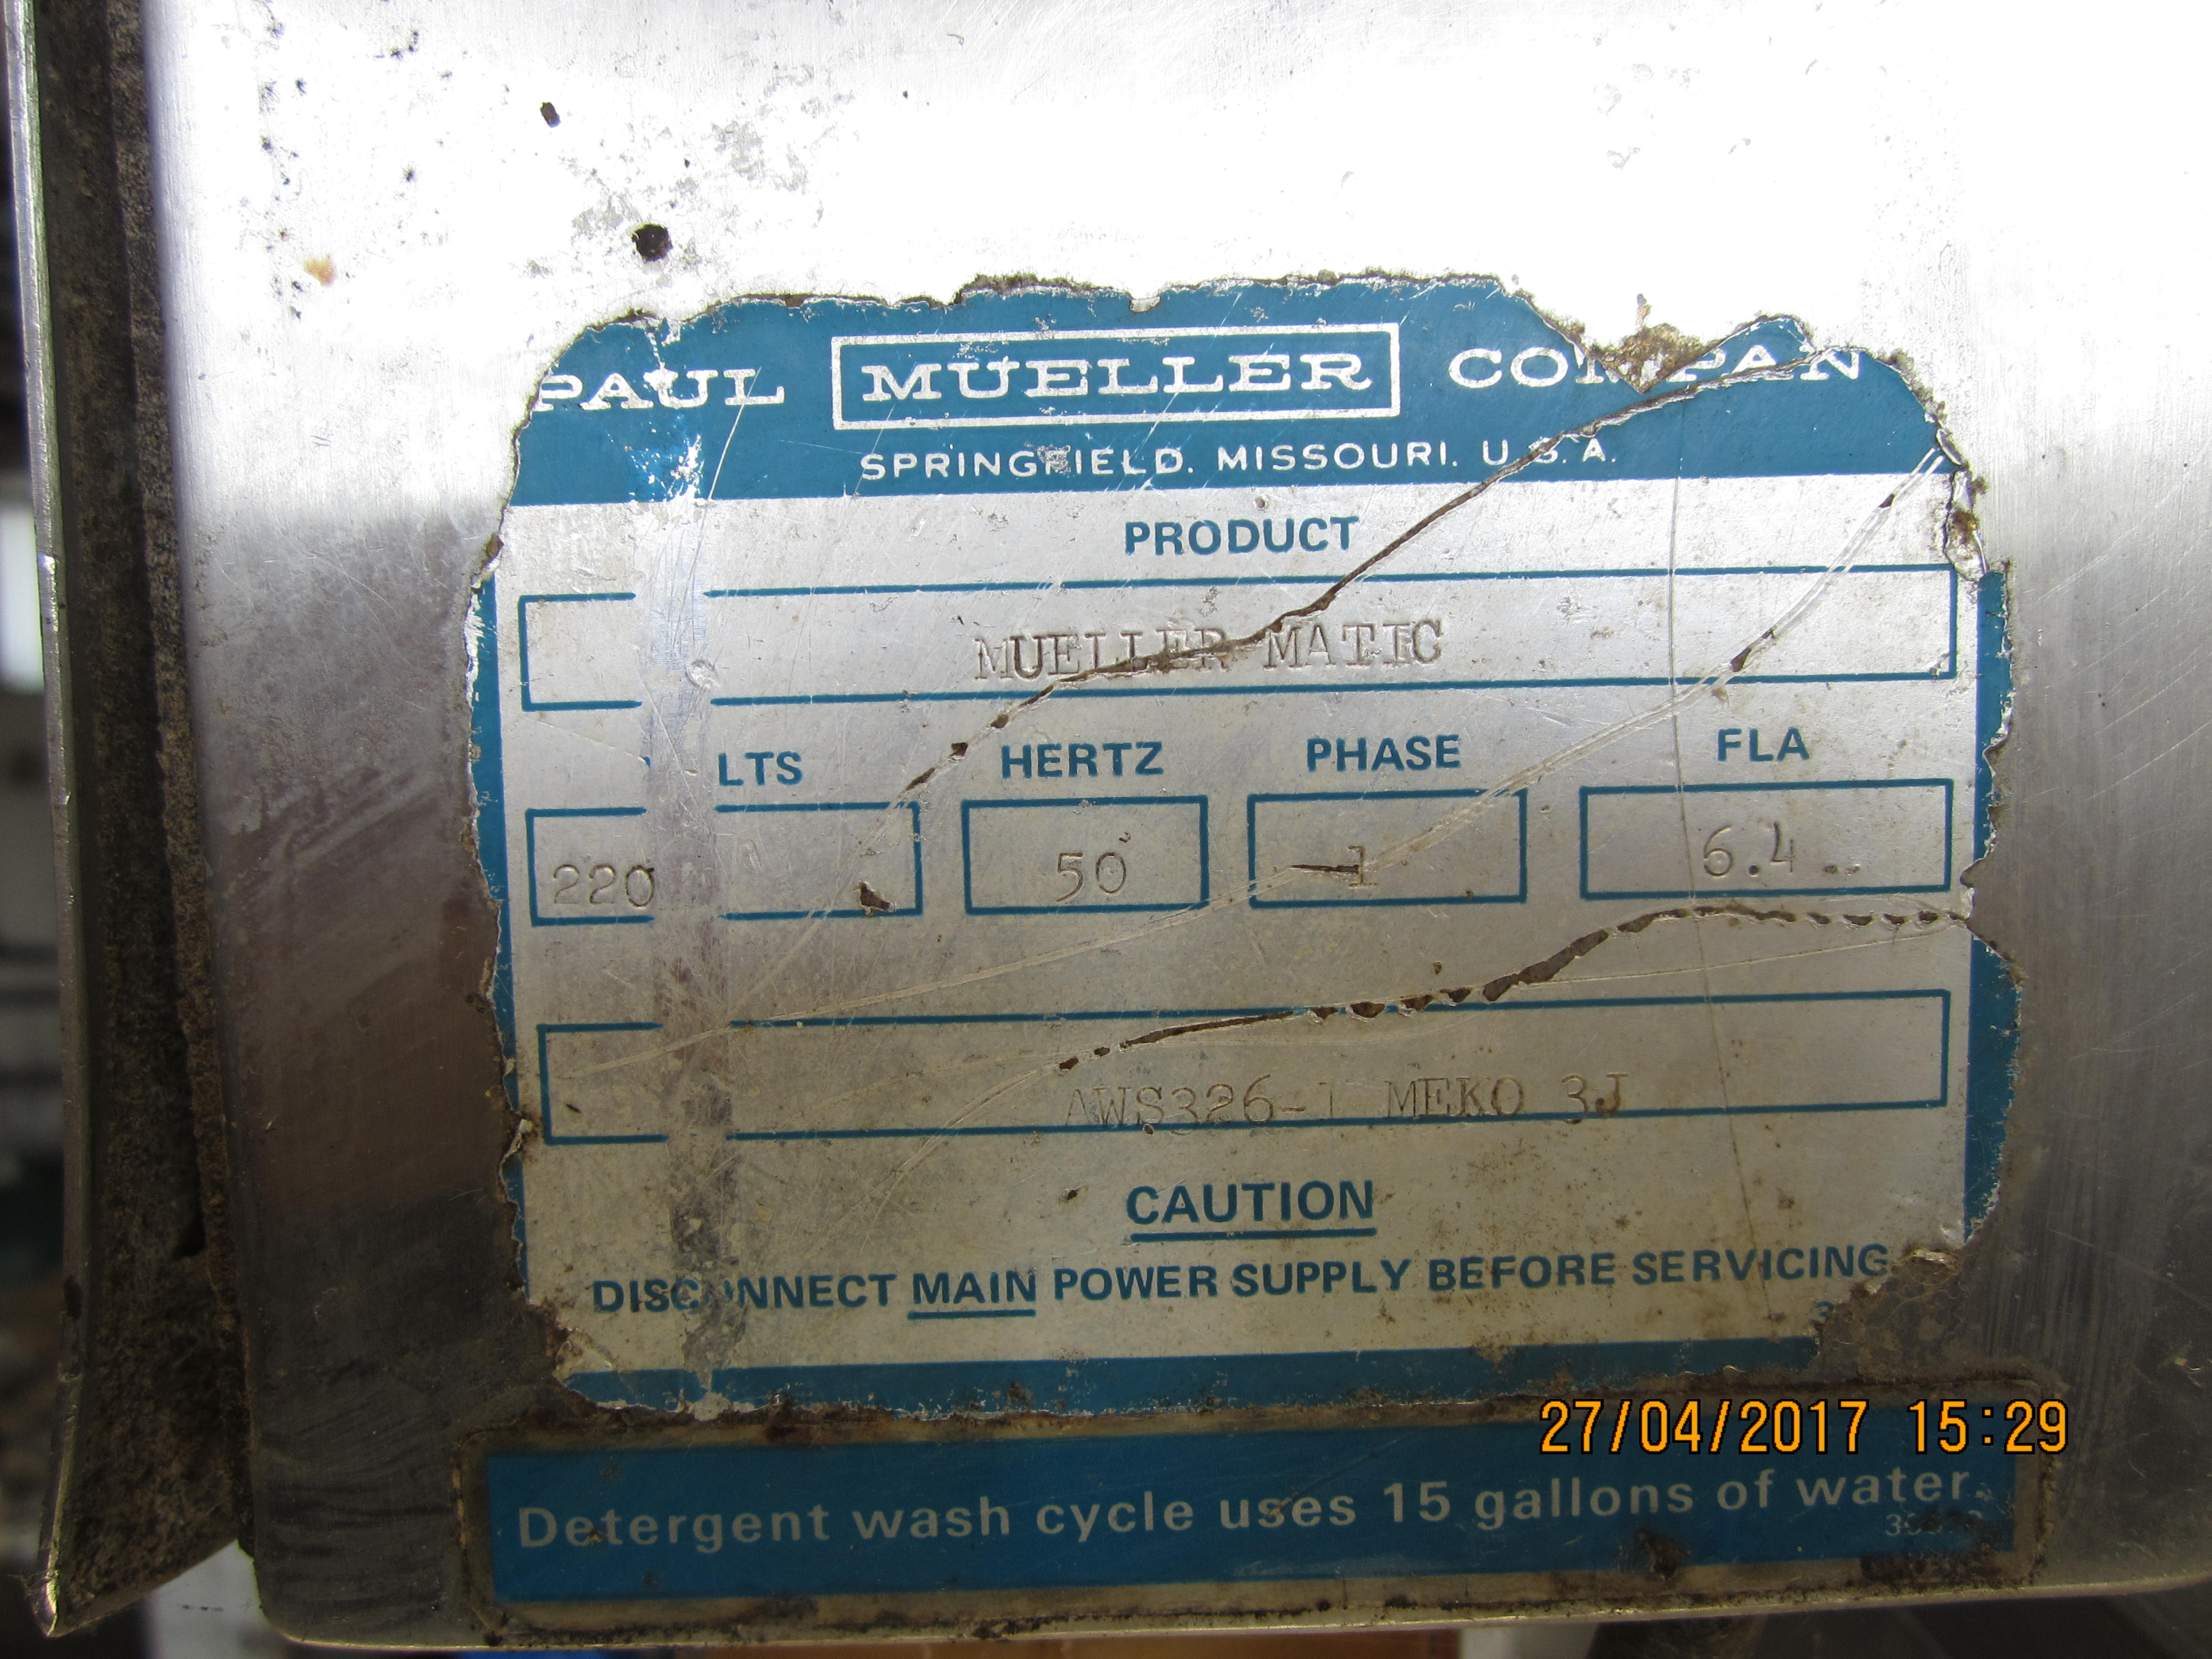 PAUL MUELLER COMPAN
SPRINGFIELD, MISSOURI, U.S.A.
PRODUCT
MUELLER MATIC
LTS HERTZ PHASE FLA
220 50 1 6.4
AWS326-1 MEKO 3J
CAUTION
DISCONNECT MAIN POWER SUPPLY BEFORE SERVICING
27/04/2017 15:29
Detergent wash cycle uses 15 gallons of water.